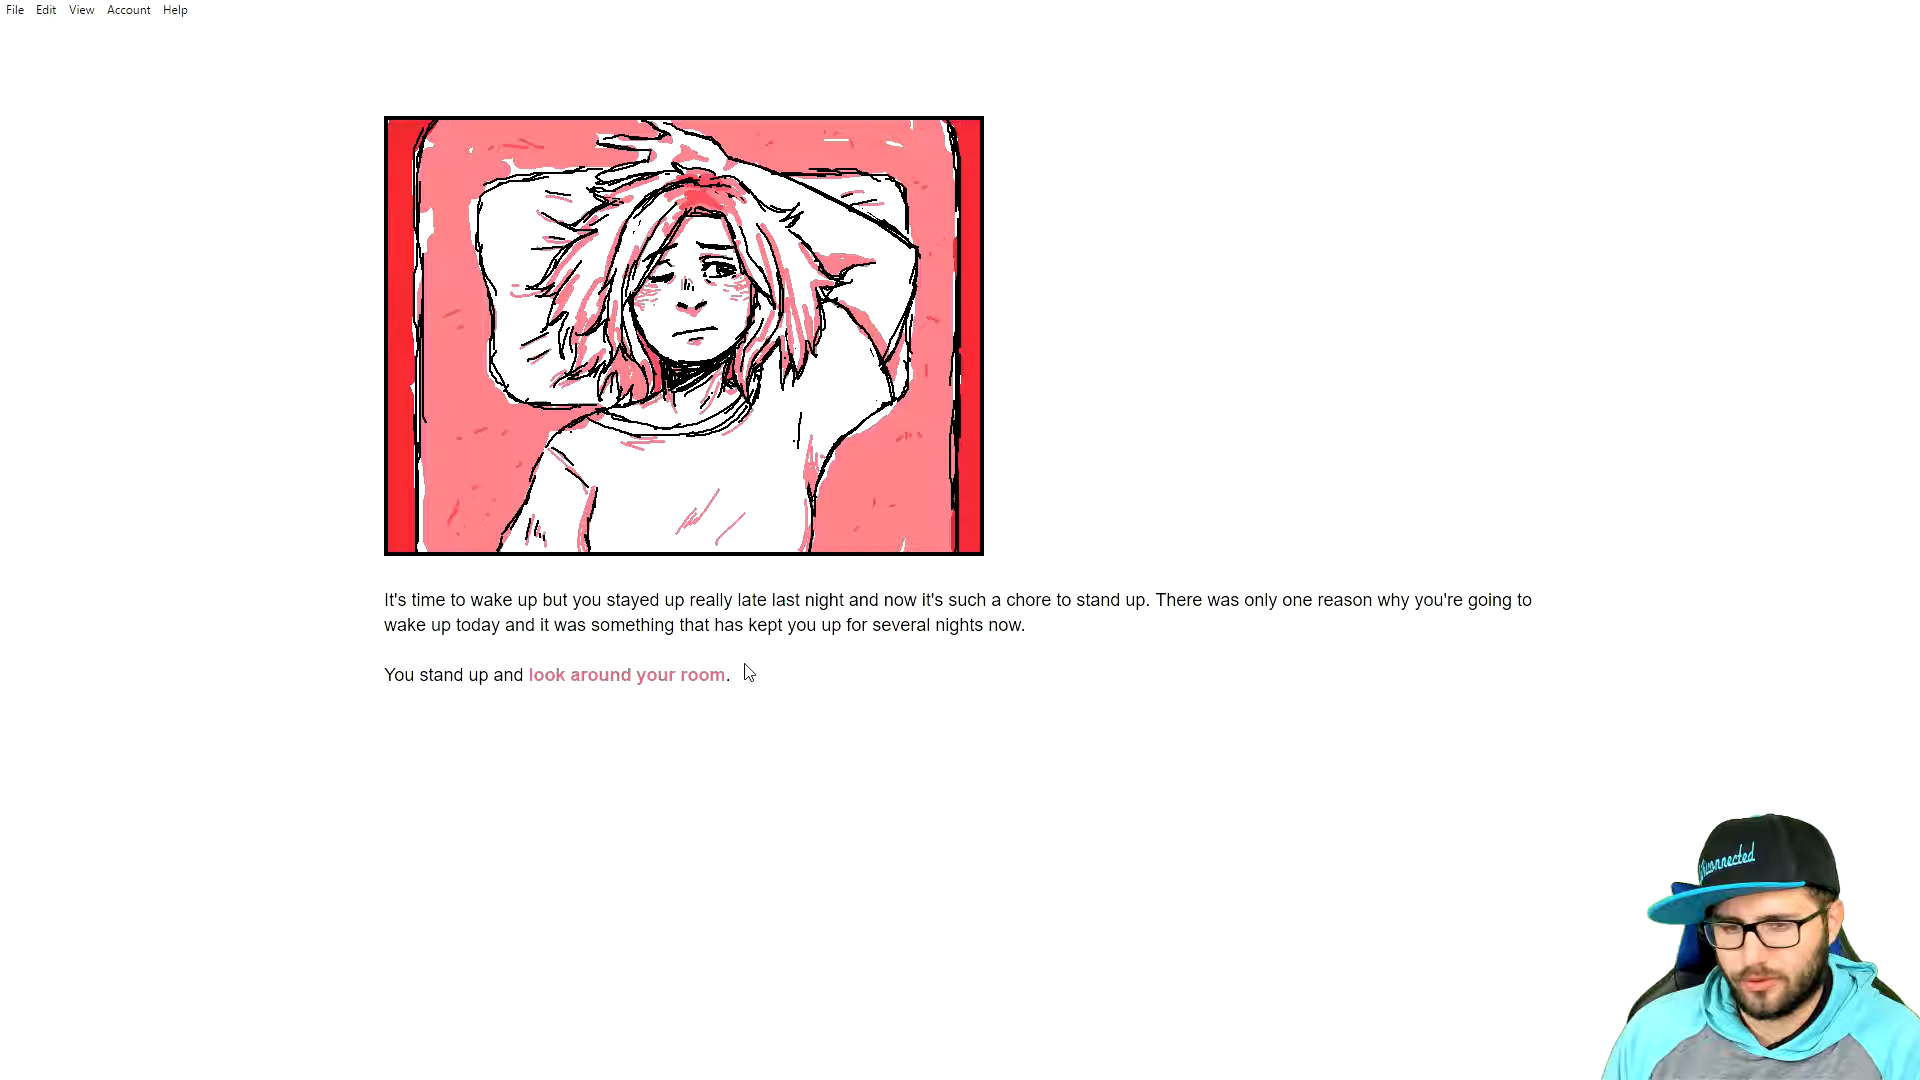 File Edit View Account Help
It's time to wake up but you stayed up really late last night and now it's such a chore to stand up. There was only one reason why you're going to
wake up today and it was something that has kept you up for several nights now.
You stand up and look around your room.